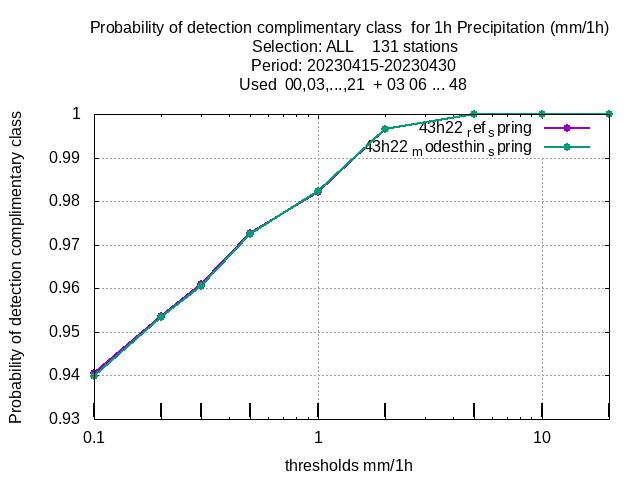 Probability of detection complimentary class  for 1h Precipitation (mm/1h)
Selection: ALL    131 stations
Period: 20230415-20230430
Used  00,03,...,21  + 03 06 ... 48
Probability of detection complimentary class
1
0.99
0.98
0.97
0.96
0.95
0.94
0.93
43h22 ref spring
43h22 modesthin spring
0.1
1
10
thresholds mm/1h